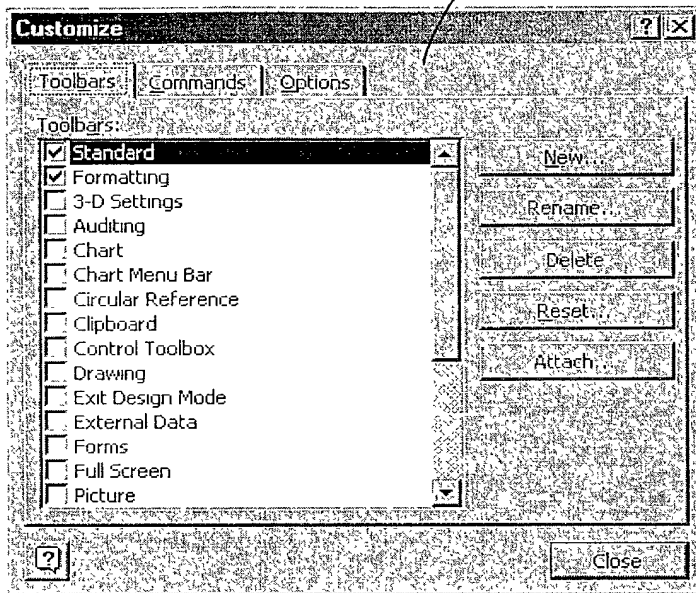 Customize ? X
Toolbars Commands Options
Toolbars:
Standard
Formatting
3-D Settings
Auditing
Chart
Chart Menu Bar
Circular Reference
Clipboard
Control Toolbox
Drawing
Exit Design Mode
External Data
Forms
Full Screen
Picture
New...
Rename...
Delete
Reset...
Attach...
?
Close